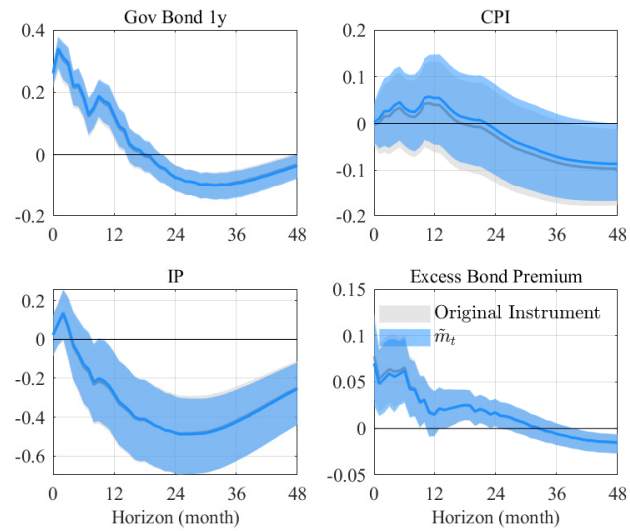 Gov Bond 1y
CPI
0.4
0.2
0
-0.2
0 12 24 36 48
0.2
0.1
0
-0.1
-0.2
0 12 24 36 48
IP
Excess Bond Premium
0.2
0
-0.2
-0.4
-0.6
0 12 24 36 48
Horizon (month)
0.15
0.1
0.05
0
-0.05
Original Instrument
m̃_t
0 12 24 36 48
Horizon (month)